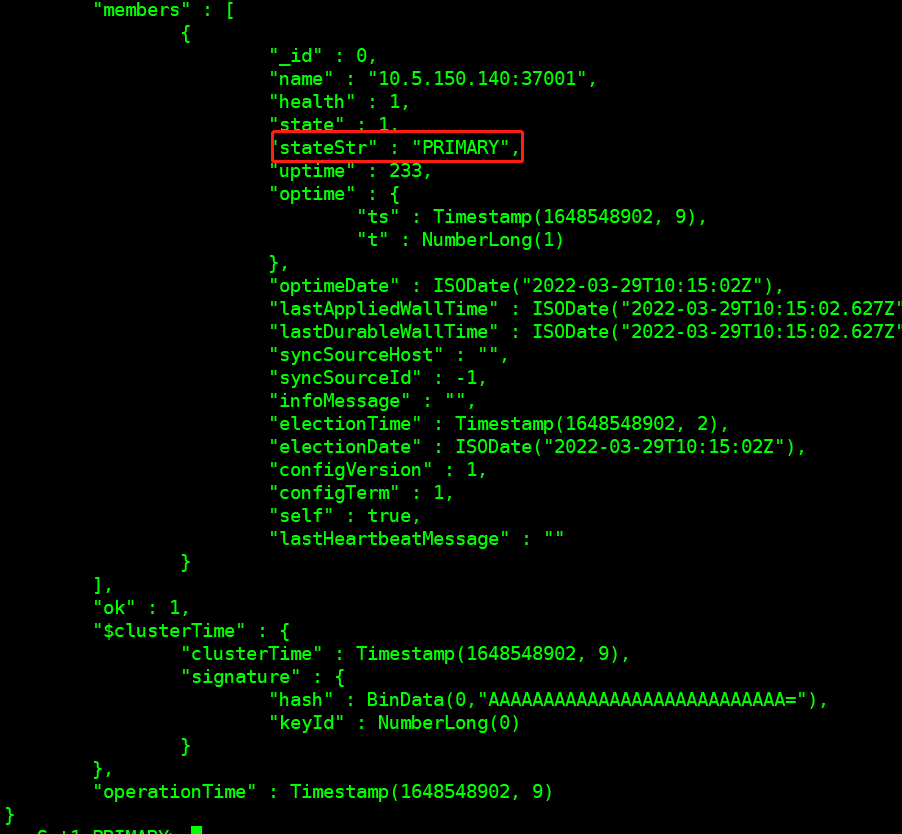 "members" : [
{
"_id" : 0,
"name" : "10.5.150.140:37001",
"health" : 1,
"state" : 1,
"stateStr" : "PRIMARY",
"uptime" : 233,
"optime" : {
"ts" : Timestamp(1648548902, 9),
"t" : NumberLong(1)
},
"optimeDate" : ISODate("2022-03-29T10:15:02Z"),
"lastAppliedWallTime" : ISODate("2022-03-29T10:15:02.627Z"
"lastDurableWallTime" : ISODate("2022-03-29T10:15:02.627Z"
"syncSourceHost" : "",
"syncSourceId" : -1,
"infoMessage" : "",
"electionTime" : Timestamp(1648548902, 2),
"electionDate" : ISODate("2022-03-29T10:15:02Z"),
"configVersion" : 1,
"configTerm" : 1,
"self" : true,
"lastHeartbeatMessage" : ""
}
],
"ok" : 1,
"$clusterTime" : {
"clusterTime" : Timestamp(1648548902, 9),
"signature" : {
"hash" : BinData(0,"AAAAAAAAAAAAAAAAAAAAAAAAAAA="),
"keyId" : NumberLong(0)
}
},
"operationTime" : Timestamp(1648548902, 9)
}